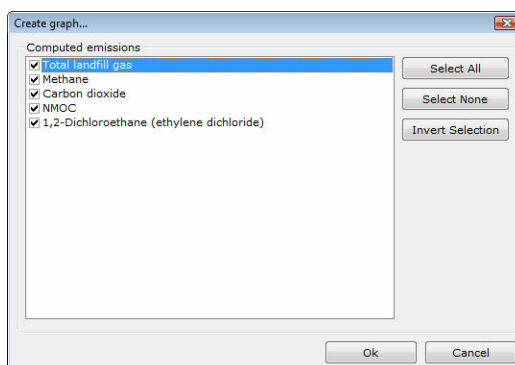 Create graph...
Computed emissions
Total landfill gas
Methane
Carbon dioxide
NMOC
1,2-Dichloroethane (ethylene dichloride)
Select All
Select None
Invert Selection
Ok
Cancel